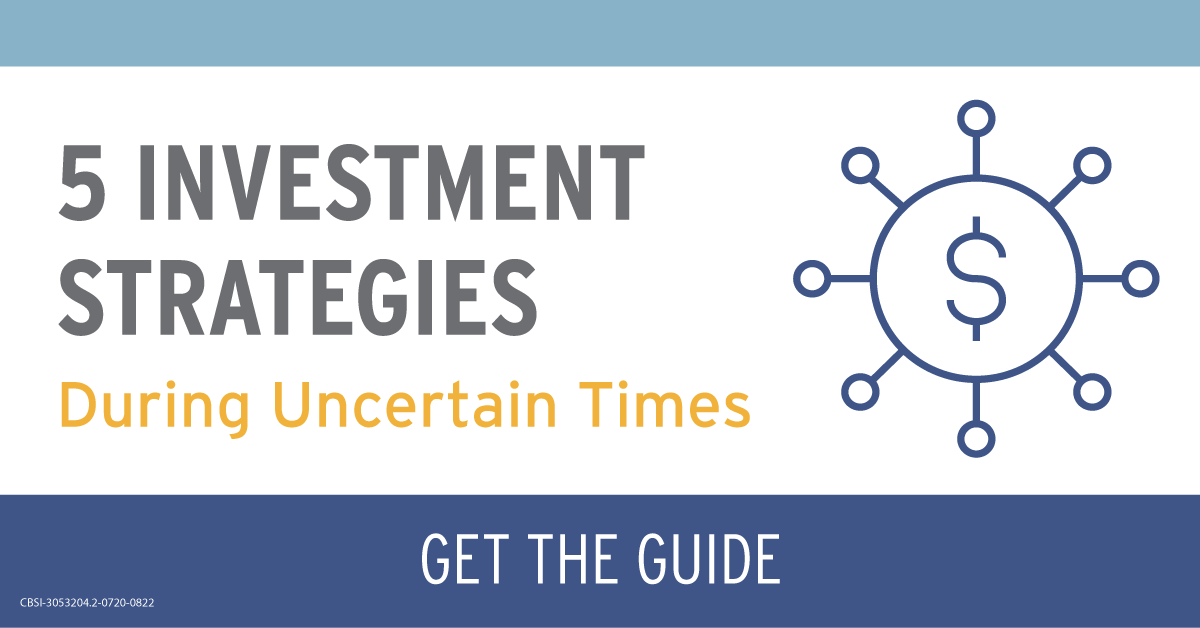 5 INVESTMENT
STRATEGIES
During Uncertain Times
$
GET THE GUIDE
CBSI-3053204.2-0720-0822